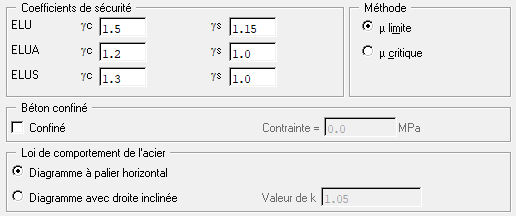 Coefficients de sécurité
Méthode
ELU γc 1.5 γs 1.15
μ limite
ELUA γc 1.2 γs 1.0
μ critique
ELUS γc 1.3 γs 1.0
Béton confiné
Confiné Contrainte = 0.0 MPa
Loi de comportement de l'acier
Diagramme à palier horizontal
Diagramme avec droite inclinée Valeur de k 1.05